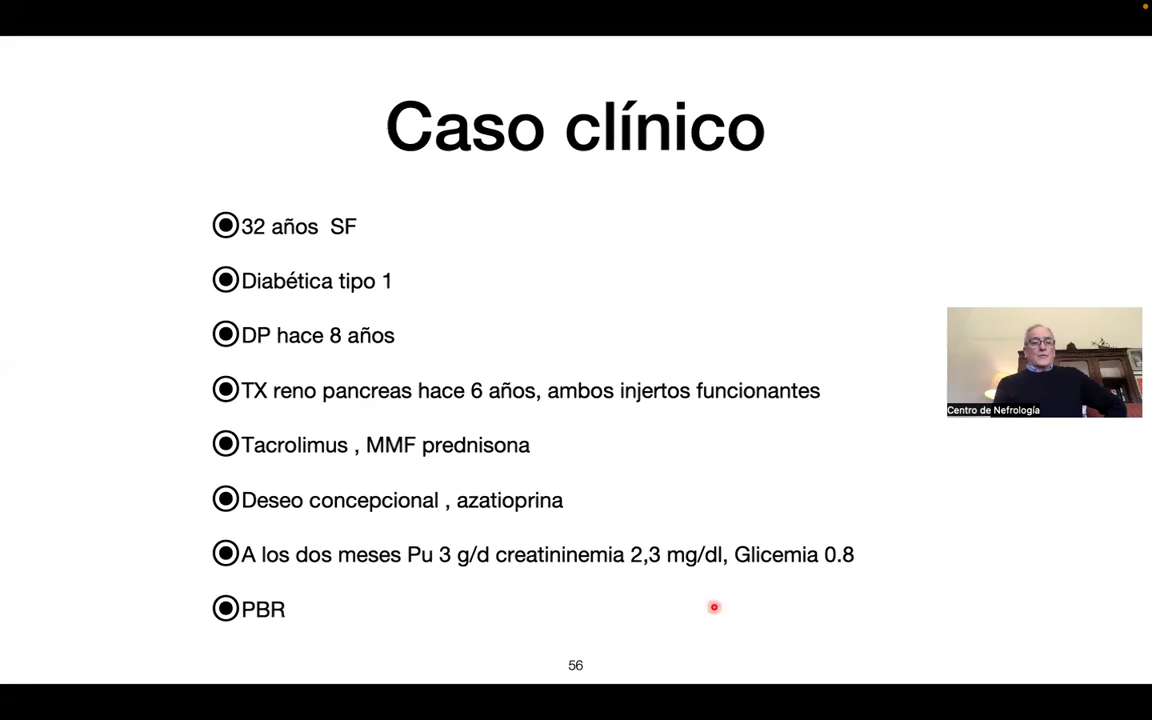 Caso clínico
32 años SF
Diabética tipo 1
DP hace 8 años
TX reno pancreas hace 6 años, ambos injertos funcionantes
Tacrolimus , MMF prednisona
Deseo concepcional , azatioprina
A los dos meses Pu 3 g/d creatininemia 2,3 mg/dl, Glicemia 0.8
PBR
Centro de Nefrología
56